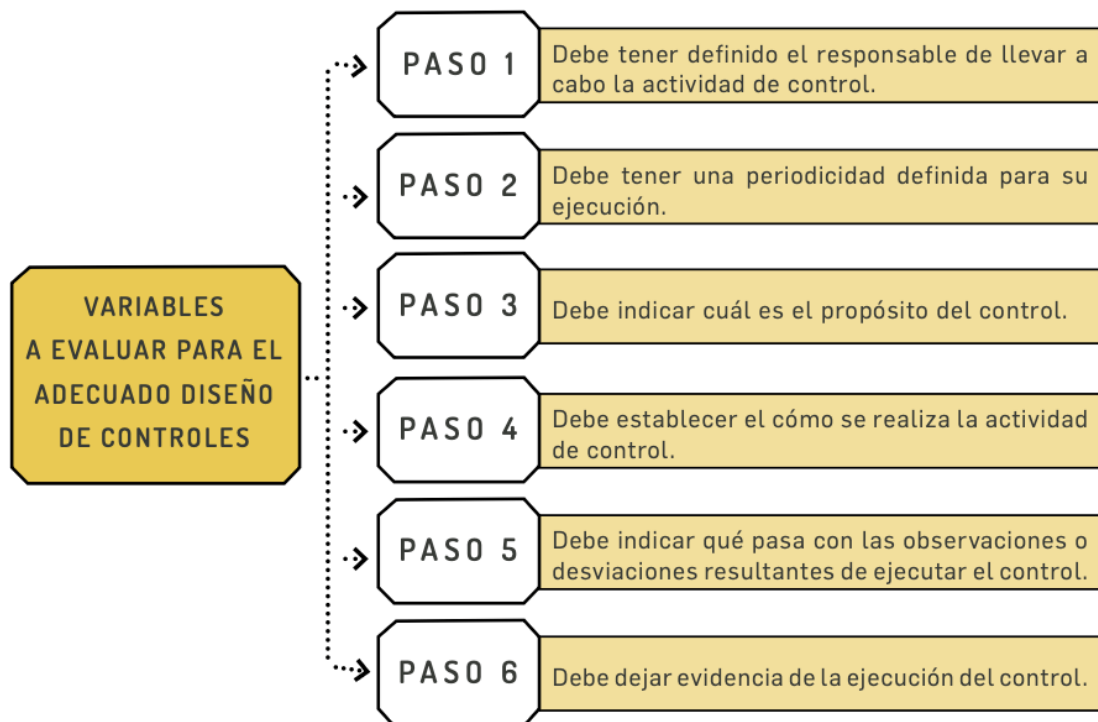 PASO 1
Debe tener definido el responsable de llevar a
cabo la actividad de control.
PASO 2
Debe tener una periodicidad definida para su
ejecución.
VARIABLES
A EVALUAR PARA EL
ADECUADO DISEÑO
DE CONTROLES
PASO 3
Debe indicar cuál es el propósito del control.
PASO 4
Debe establecer el cómo se realiza la actividad
de control.
PASO 5
Debe indicar qué pasa con las observaciones o
desviaciones resultantes de ejecutar el control.
PASO 6
Debe dejar evidencia de la ejecución del control.